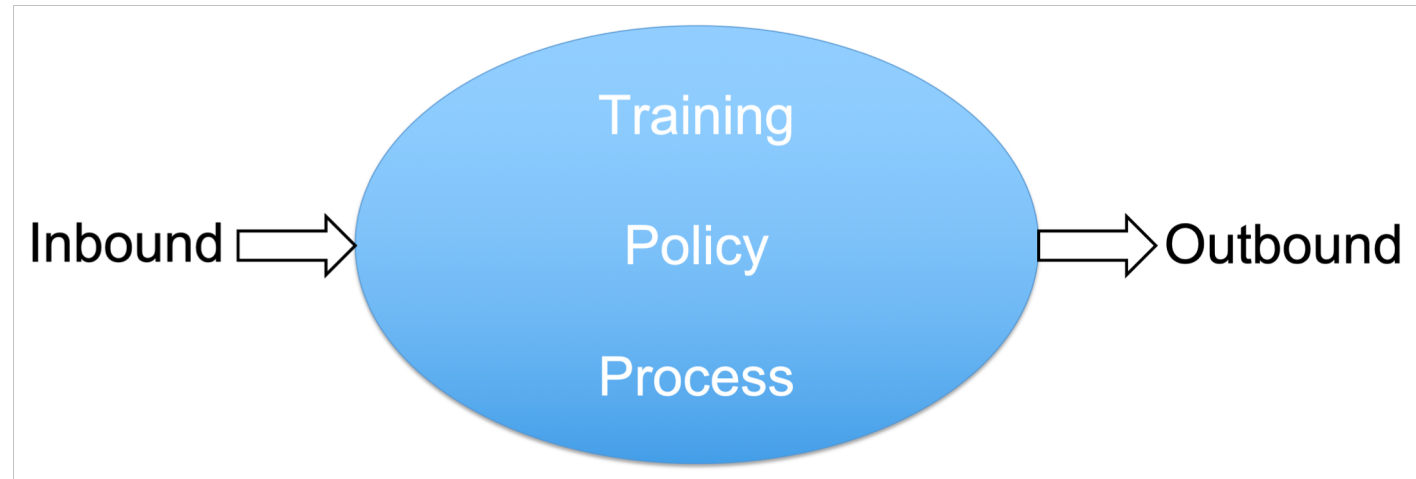 Training
Inbound
Policy
Outbound
Process